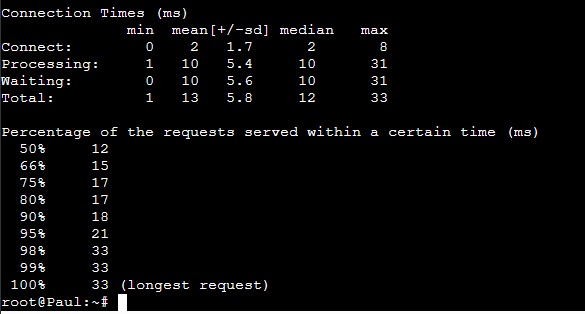 Connection Times (ms)
              min  mean[+/-sd] median   max
Connect:        0    2   1.7      2       8
Processing:     1   10   5.4     10      31
Waiting:        0   10   5.6     10      31
Total:          1   13   5.8     12      33

Percentage of the requests served within a certain time (ms)
  50%     12
  66%     15
  75%     17
  80%     17
  90%     18
  95%     21
  98%     33
  99%     33
 100%     33 (longest request)
root@Paul:~#